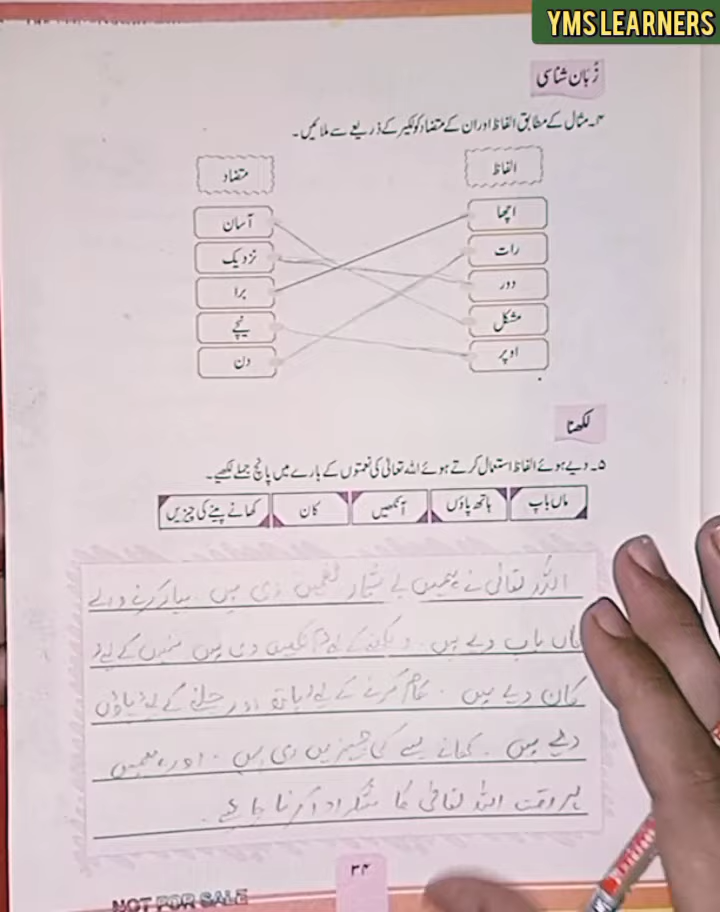 YMS LEARNERS
زُبان شناسی
۴۔ مثال کے مطابق الفاظ اور ان کے متضاد کو لکیر کے ذریعے سے ملائیں۔
الفاظ
متضاد
اچھا
آسان
رات
نزدیک
دور
برا
مشکل
نیچے
اوپر
دن
لکھنا
۵۔ دیے ہوئے الفاظ استعمال کرتے ہوئے اللہ تعالیٰ کی نعمتوں کے بارے میں پانچ جملے لکھیے۔
ماں باپ
ہاتھ پاؤں
آنکھیں
کان
کھانے پینے کی چیزیں
اللہ تعالیٰ نے ہمیں بے شمار نعمتیں دی ہیں۔ پیار کرنے والے
ماں باپ دیے ہیں۔ دیکھنے کے لیے آنکھیں دی ہیں سننے کے لیے
کان دیے ہیں۔ کام کرنے کے لیے ہاتھ اور چلنے کے لیے پاؤں
دیے ہیں۔ کھانے پینے کی چیزیں دی ہیں۔ اور ہمیں
ہر وقت اللہ تعالیٰ کا شکر ادا کرنا چاہیے۔
۳۴
NOT FOR SALE